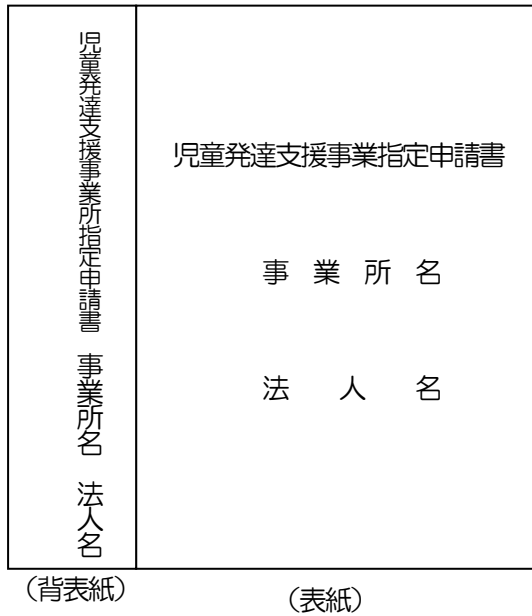 児童発達支援事業所指定申請書　事業所名　法人名
児童発達支援事業指定申請書
事　業　所　名
法　人　名
（背表紙）
（表紙）